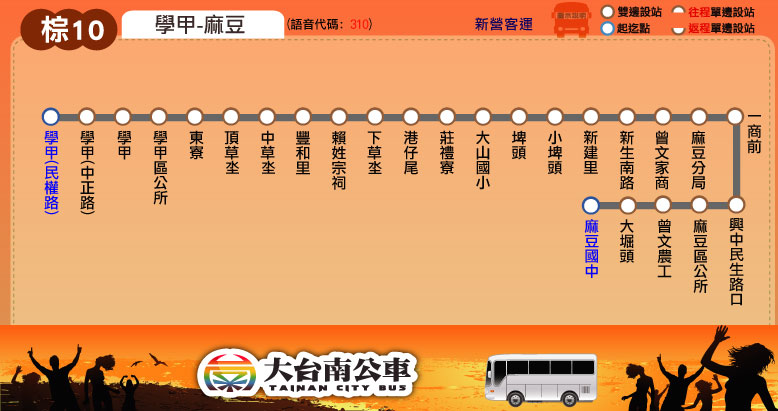 棕10
學甲-麻豆
(語音代碼：310)
新營客運
雙邊設站
往程單邊設站
起迄點
返程單邊設站
學甲(民權路)
學甲(中正路)
學甲
學甲區公所
東寮
頂草坔
中草坔
豐和里
賴姓宗祠
下草坔
港仔尾
莊禮寮
大山國小
埤頭
小埤頭
新建里
新生南路
曾文家商
麻豆分局
一商前
興中民生路口
麻豆區公所
曾文農工
大堀頭
麻豆國中
大台南公車
TAINAN CITY BUS